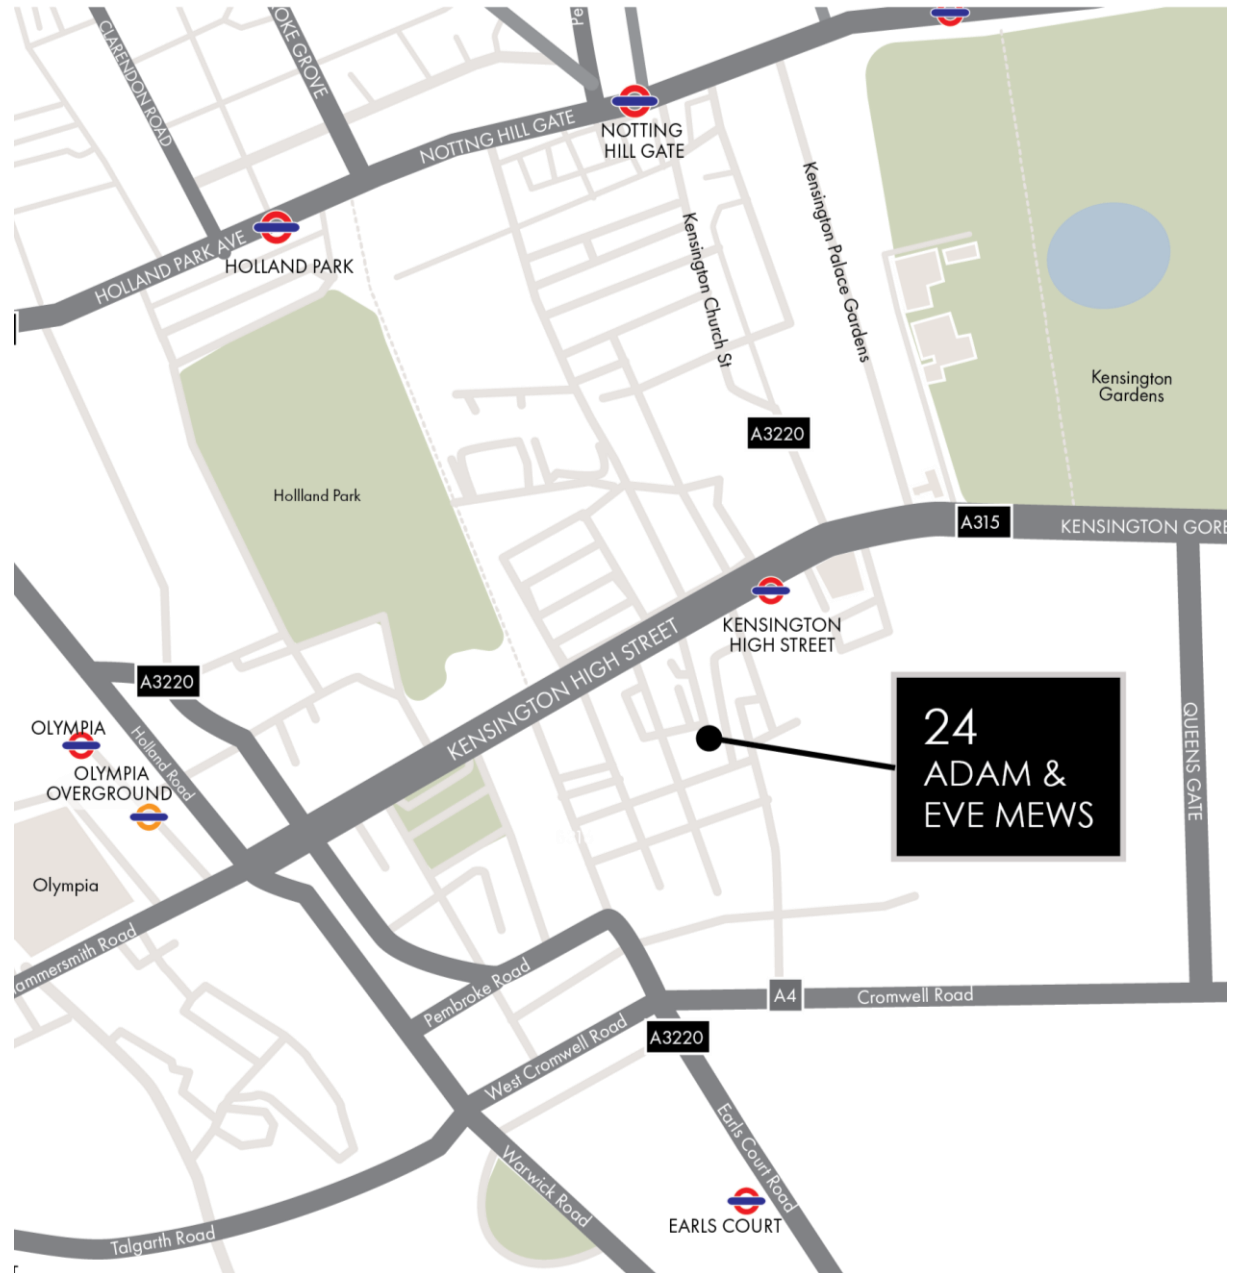 CLARENDON ROAD
OKE GROVE
Pe
NOTTNG HILL GATE
NOTTING
HILL GATE
HOLLAND PARK AVE
HOLLAND PARK
Kensington Church St
Kensington Palace Gardens
Kensington
Gardens
A3220
Hollland Park
A315
KENSINGTON GORE
KENSINGTON
HIGH STREET
KENSINGTON HIGH STREET
A3220
OLYMPIA
OLYMPIA
OVERGROUND
Holland Road
24
ADAM &
EVE MEWS
QUEENS GATE
Olympia
ammersmith Road
Pembroke Road
A4
Cromwell Road
West Cromwell Road
A3220
Earls Court Road
Warwick Road
EARLS COURT
Talgarth Road